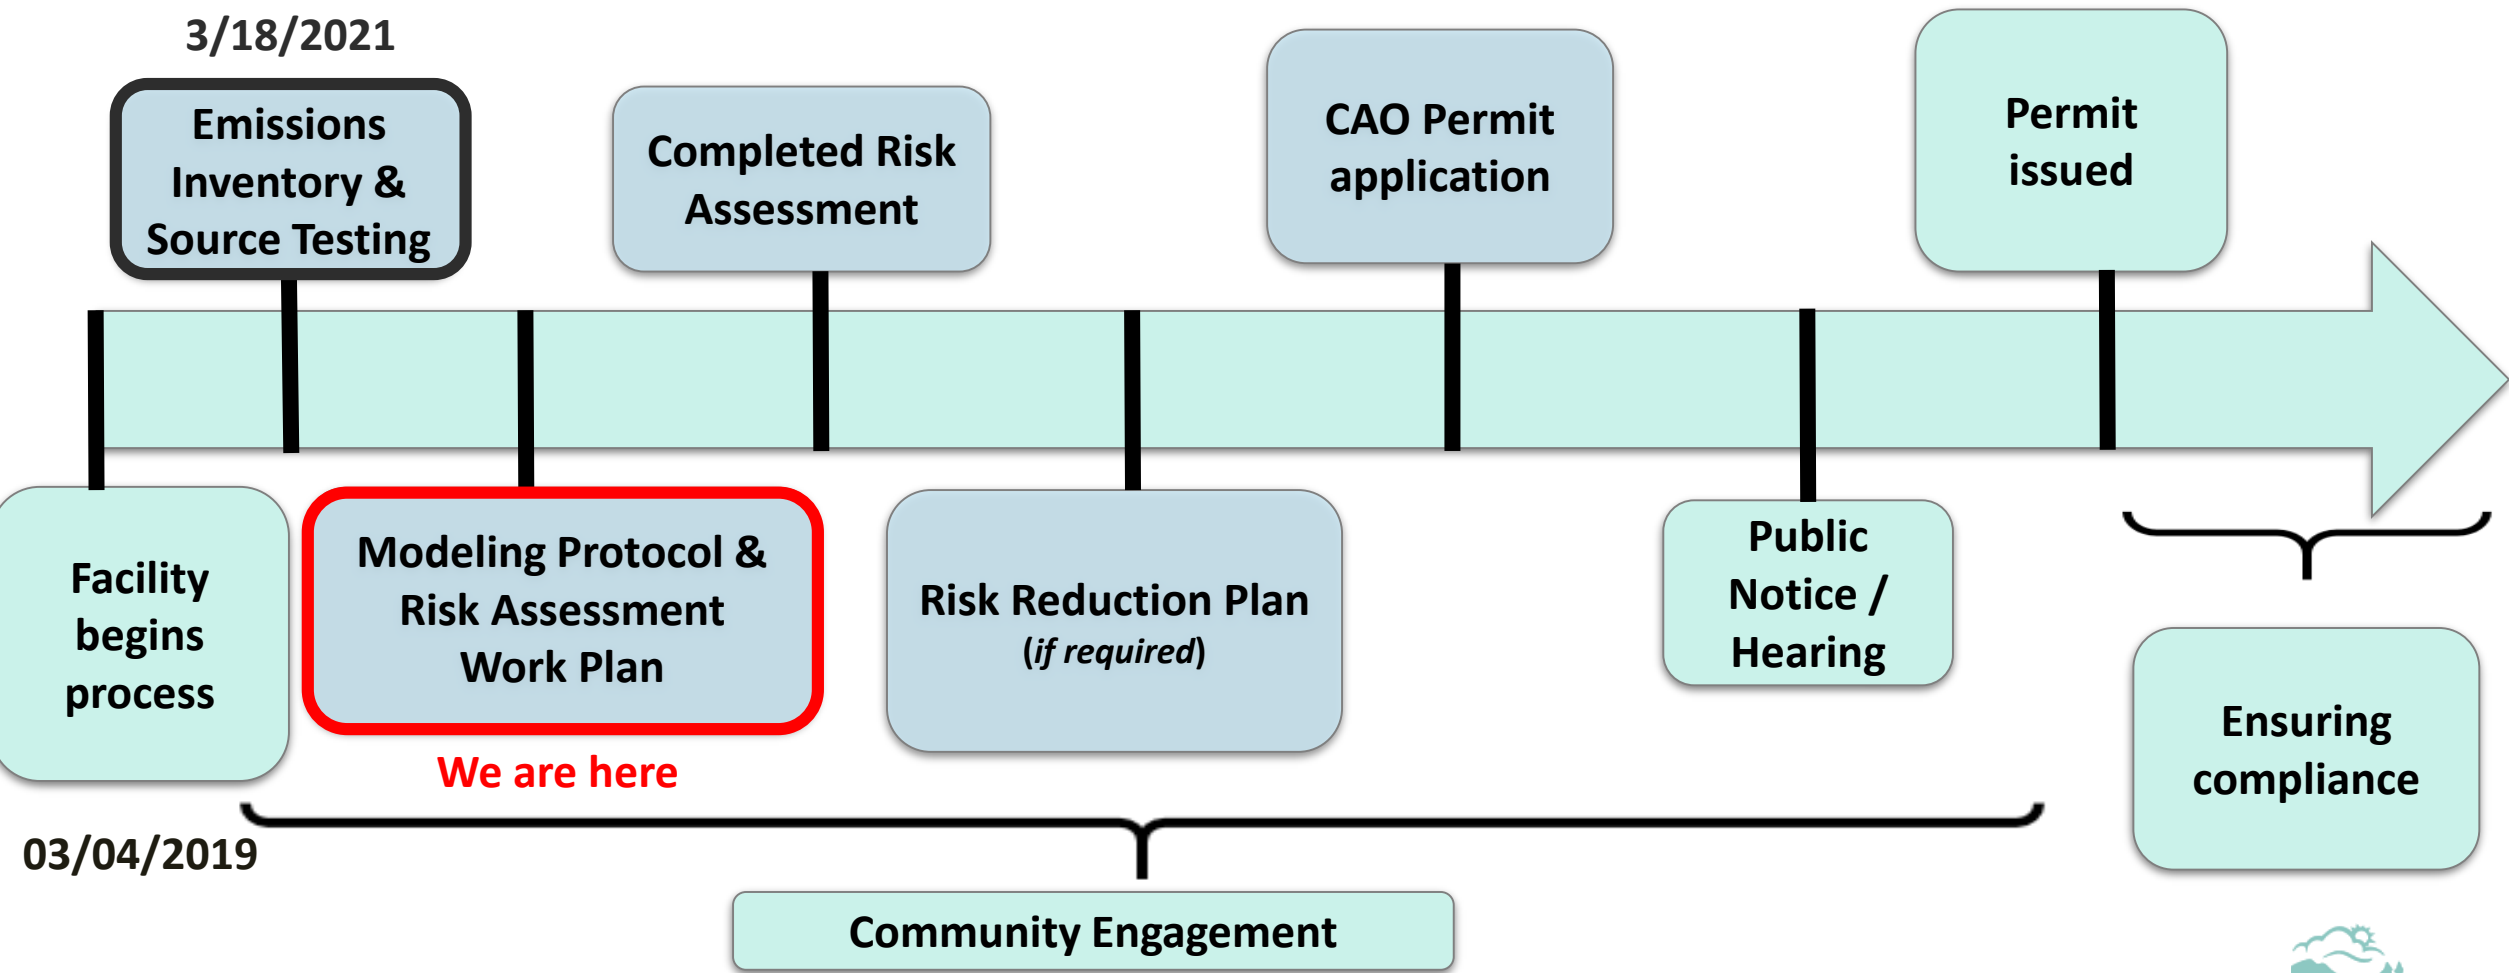 3/18/2021
Emissions
Inventory &
Source Testing
Completed Risk
Assessment
CAO Permit
application
Permit
issued
Facility
begins
process
03/04/2019
Modeling Protocol &
Risk Assessment
Work Plan
We are here
Risk Reduction Plan
(if required)
Public
Notice /
Hearing
Ensuring
compliance
Community Engagement